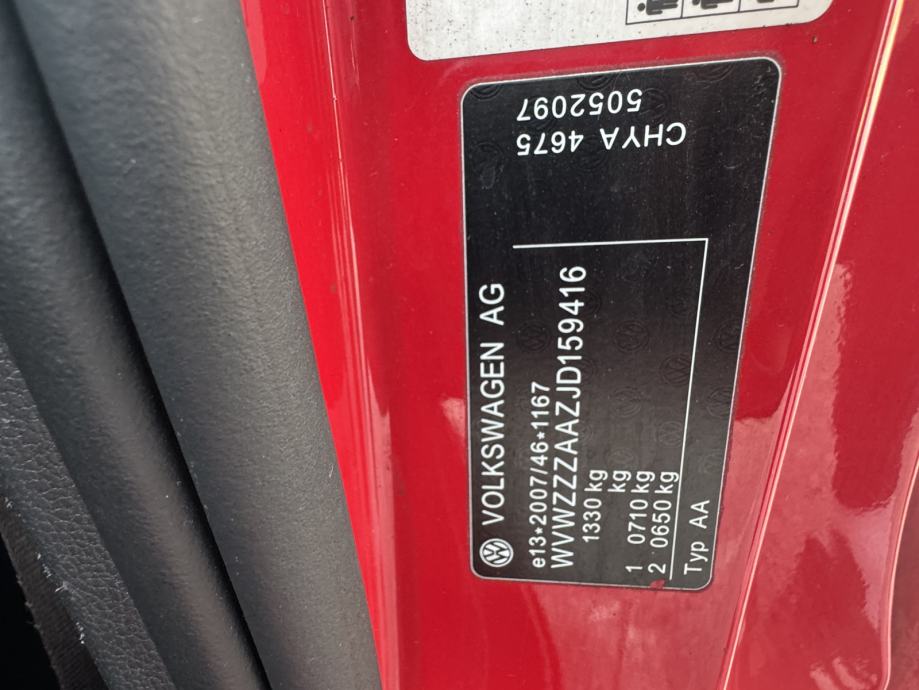 VOLKSWAGEN AG
e13*2007/46*1167
WVWZZZAAZJD159416
1330 kg
kg
1 0710 kg
2 0650 kg
Typ AA
CHYA 4675
5052097